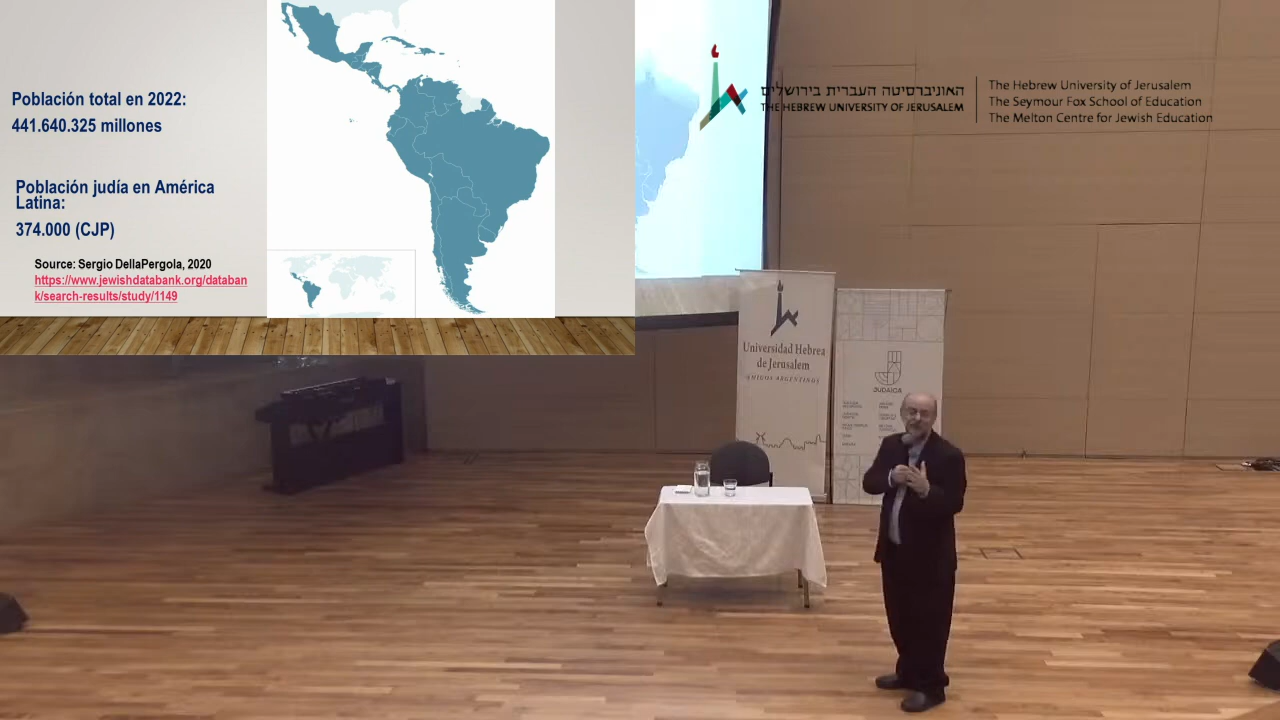 Población total en 2022:
441.640.325 millones
Población judía en América
Latina:
374.000 (CJP)
Source: Sergio DellaPergola, 2020
https://www.jewishdatabank.org/databan
k/search-results/study/1149
האוניברסיטה העברית בירושלים
THE HEBREW UNIVERSITY OF JERUSALEM
The Hebrew University of Jerusalem
The Seymour Fox School of Education
The Melton Centre for Jewish Education
Universidad Hebrea
de Jerusalem
AMIGOS ARGENTINOS
JUDAICA